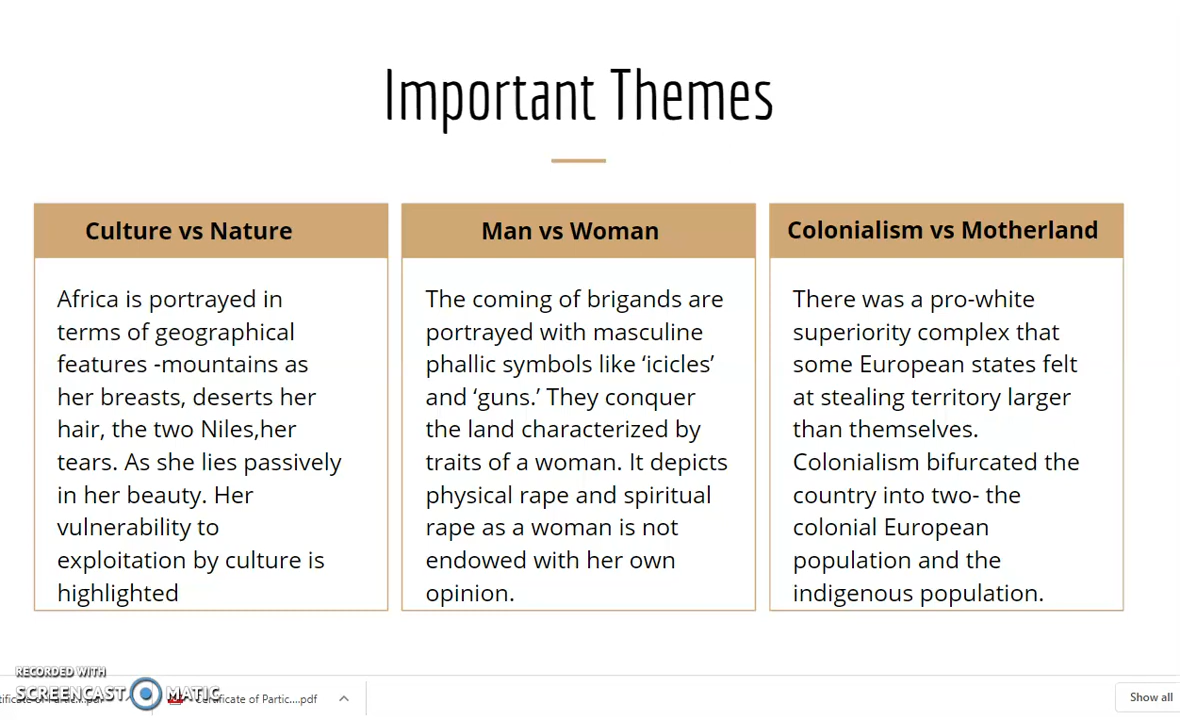 Important Themes
Culture vs Nature
Africa is portrayed in
terms of geographical
features -mountains as
her breasts, deserts her
hair, the two Niles,her
tears. As she lies passively
in her beauty. Her
vulnerability to
exploitation by culture is
highlighted
Man vs Woman
The coming of brigands are
portrayed with masculine
phallic symbols like ‘icicles’
and ‘guns.’ They conquer
the land characterized by
traits of a woman. It depicts
physical rape and spiritual
rape as a woman is not
endowed with her own
opinion.
Colonialism vs Motherland
There was a pro-white
superiority complex that
some European states felt
at stealing territory larger
than themselves.
Colonialism bifurcated the
country into two- the
colonial European
population and the
indigenous population.
RECORDED WITH
SCREENCAST MATIC
Certificate of Partic....pdf
Show all